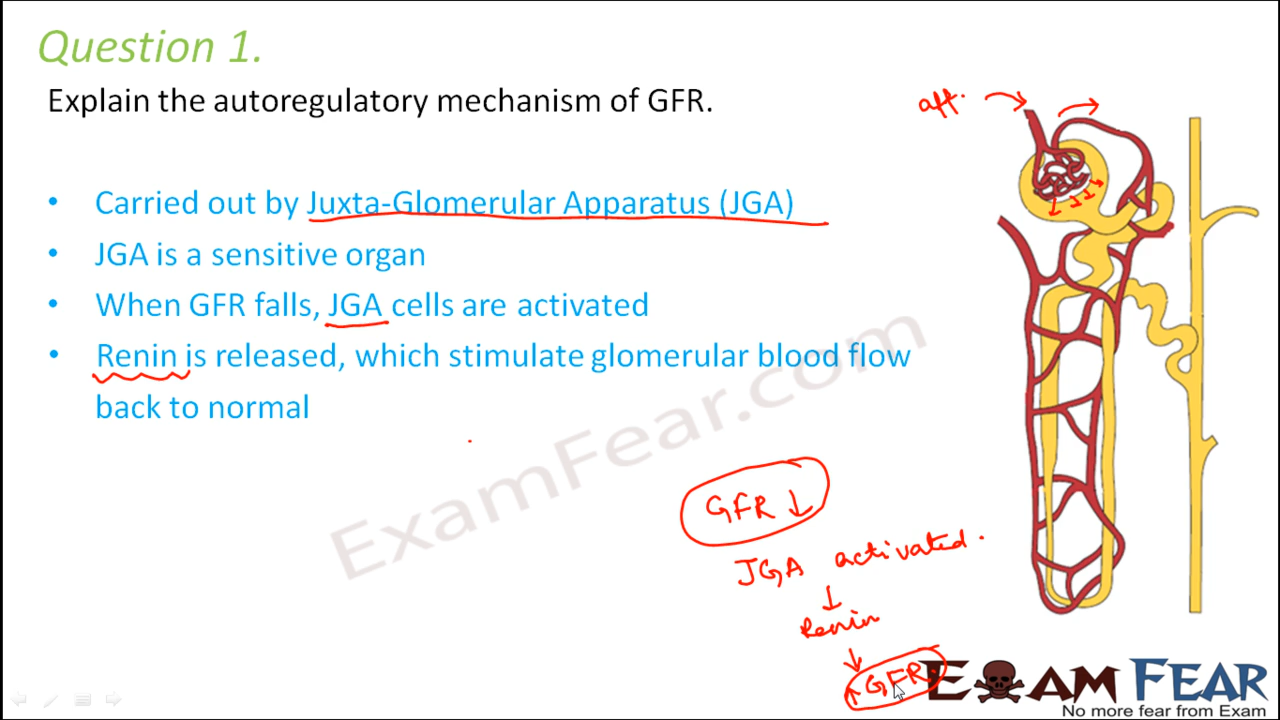 Question 1.
Explain the autoregulatory mechanism of GFR.
aff.
• Carried out by Juxta-Glomerular Apparatus (JGA)
• JGA is a sensitive organ
• When GFR falls, JGA cells are activated
• Renin is released, which stimulate glomerular blood flow
back to normal
ExamFear.com
GFR ↓
JGA activated.
↓
Renin
↓
↑ GFR.
EXAM FEAR
No more fear from Exam